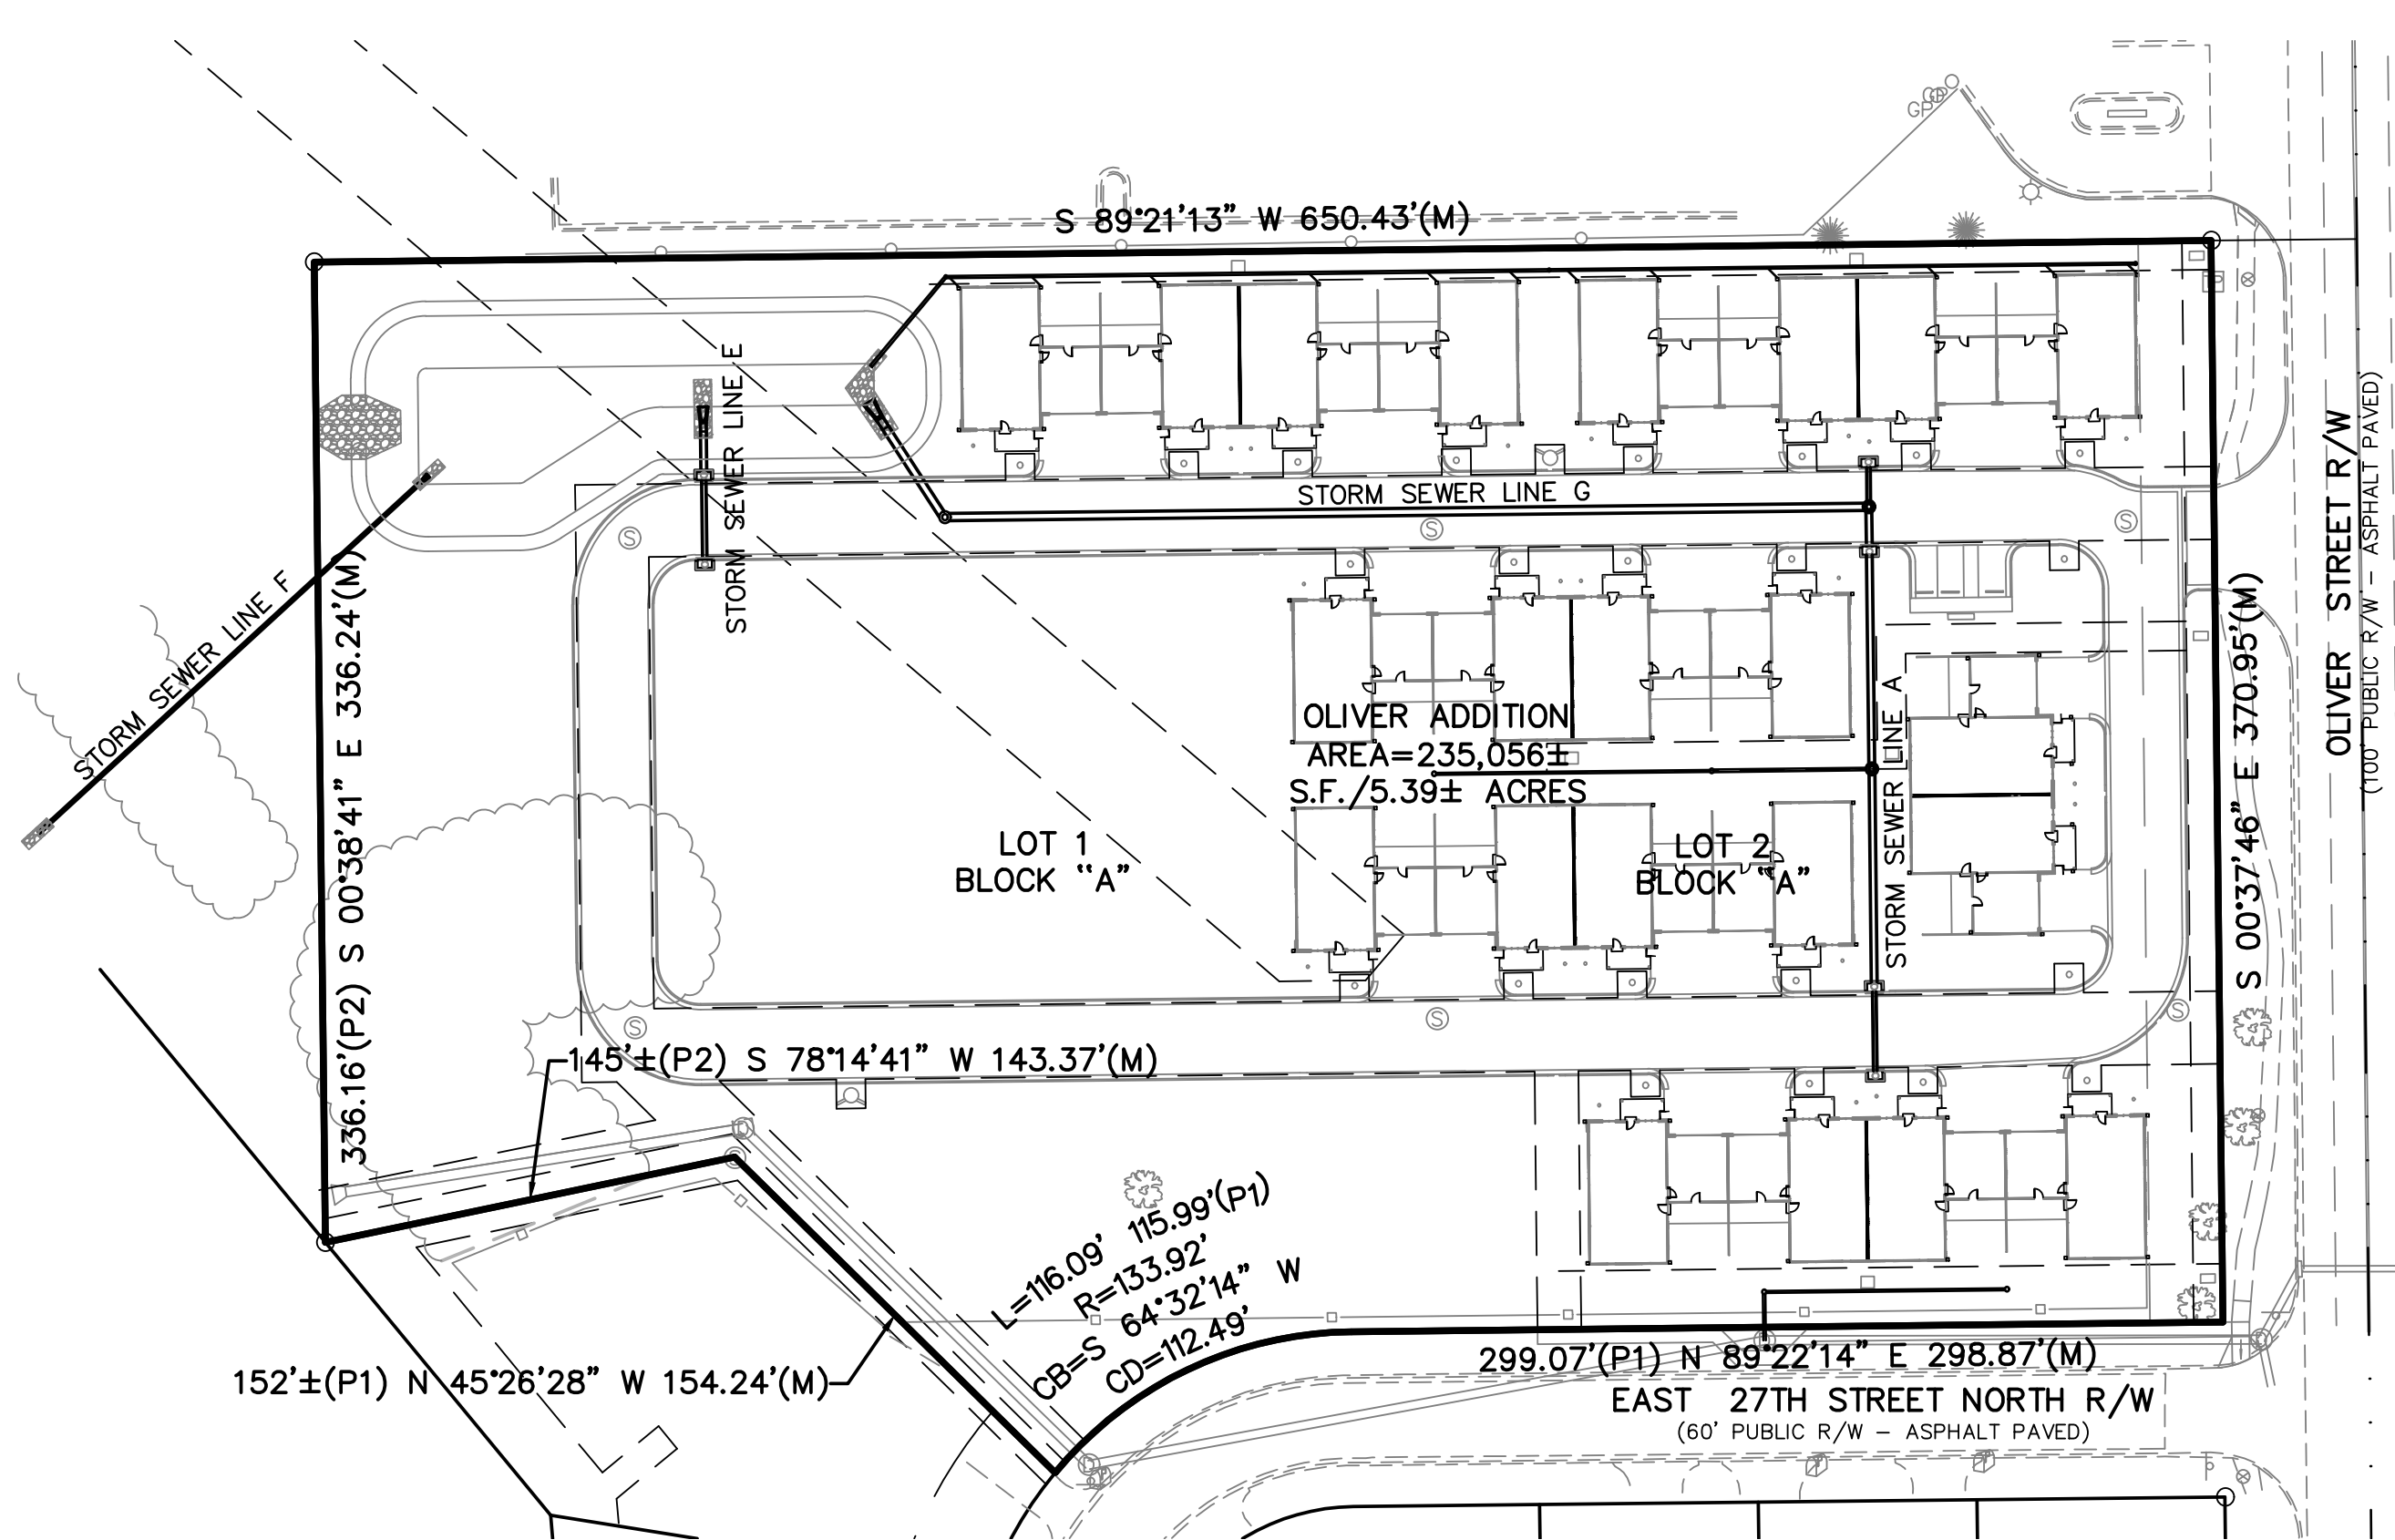 GP
GP
S 89°21'13" W 650.43'(M)
STORM SEWER LINE E
STORM SEWER LINE G
STORM SEWER LINE F
STORM SEWER LINE A
S
S
S
S
S
S
OLIVER STREET R/W
(100' PUBLIC R/W – ASPHALT PAVED)
336.16'(P2) S 00°38'41" E 336.24'(M)
S 00°37'46" E 370.95'(M)
OLIVER ADDITION
AREA=235,056±
S.F./5.39± ACRES
LOT 1
BLOCK "A"
LOT 2
BLOCK "A"
145'±(P2) S 78°14'41" W 143.37'(M)
L=116.09' 115.99'(P1)
R=133.92'
CB=S 64°32'14" W
CD=112.49'
152'±(P1) N 45°26'28" W 154.24'(M)
299.07'(P1) N 89°22'14" E 298.87'(M)
EAST 27TH STREET NORTH R/W
(60' PUBLIC R/W – ASPHALT PAVED)